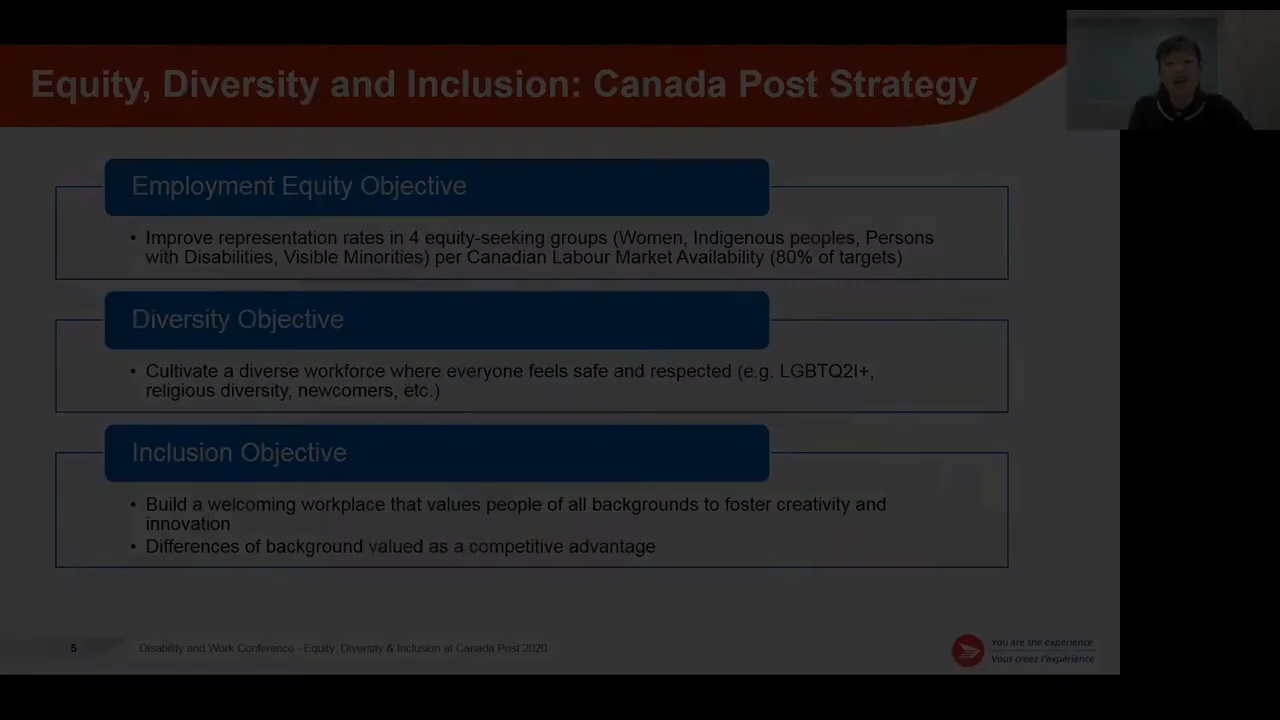 Equity, Diversity and Inclusion: Canada Post Strategy
Employment Equity Objective
• Improve representation rates in 4 equity-seeking groups (Women, Indigenous peoples, Persons
with Disabilities, Visible Minorities) per Canadian Labour Market Availability (80% of targets)
Diversity Objective
• Cultivate a diverse workforce where everyone feels safe and respected (e.g. LGBTQ2I+,
religious diversity, newcomers, etc.)
Inclusion Objective
• Build a welcoming workplace that values people of all backgrounds to foster creativity and
innovation
• Differences of background valued as a competitive advantage
5
Disability and Work Conference - Equity, Diversity & Inclusion at Canada Post 2020
You are the experience
Vous créez l'expérience